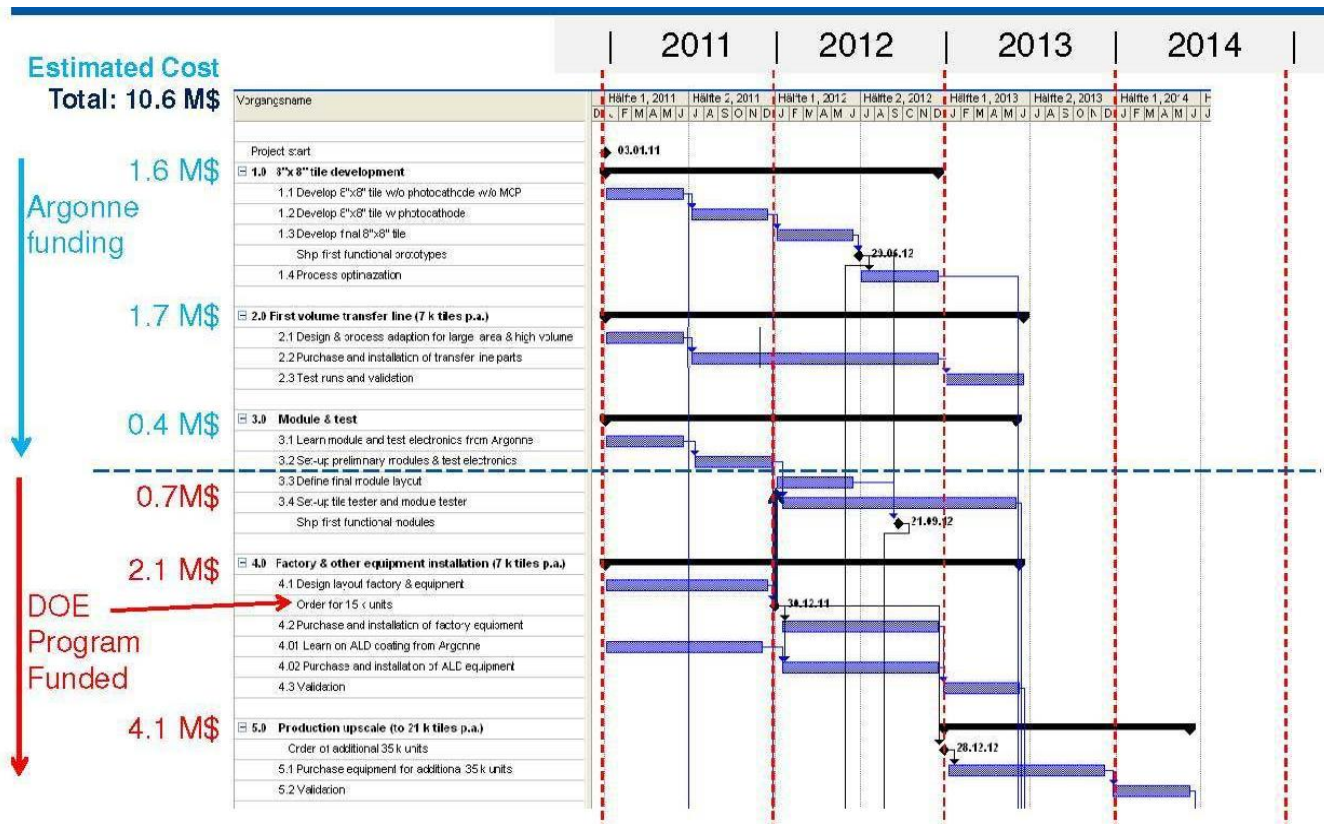 | 2011 | 2012 | 2013 | 2014 |
Estimated Cost
Total: 10.6 M$
Vorgangsname
Hälfte 1, 2011 Hälfte 2, 2011 Hälfte 1, 2012 Hälfte 2, 2012 Hälfte 1, 2013 Hälfte 2, 2013 Hälfte 1, 2014 H
D J F M A M J J A S O N D J F M A M J J A S O N D J F M A M J J A S O N D J F M A M J J
Project start
03.01.11
1.6 M$
1.0 8"x 8" tile development
1.1 Develop 8"x8" tile w/o photocathode w/o MCP
Argonne
funding
1.2 Develop 8"x8" tile w photocathode
1.3 Develop final 8"x8" tile
Ship first functional prototypes
29.06.12
1.4 Process optimazation
1.7 M$
2.0 First volume transfer line (7 k tiles p.a.)
2.1 Design & process adaption for large area & high volume
2.2 Purchase and installation of transfer line parts
2.3 Test runs and validation
0.4 M$
3.0 Module & test
3.1 Learn module and test electronics from Argonne
3.2 Set-up prelimnary modules & test electronics
0.7M$
3.3 Define final module layout
3.4 Set-up tile tester and module tester
Ship first functional modules
21.09.12
2.1 M$
4.0 Factory & other equipment installation (7 k tiles p.a.)
4.1 Design layout factory & equipment
DOE
Program
Funded
Order for 15 k units
30.12.11
4.2 Purchase and installation of factory equipment
4.01 Learn on ALD coating from Argonne
4.02 Purchase and installation of ALD equipment
4.3 Validation
4.1 M$
5.0 Production upscale (to 21 k tiles p.a.)
Order of additional 35 k units
28.12.12
5.1 Purchase equipment for additional 35 k units
5.2 Validation